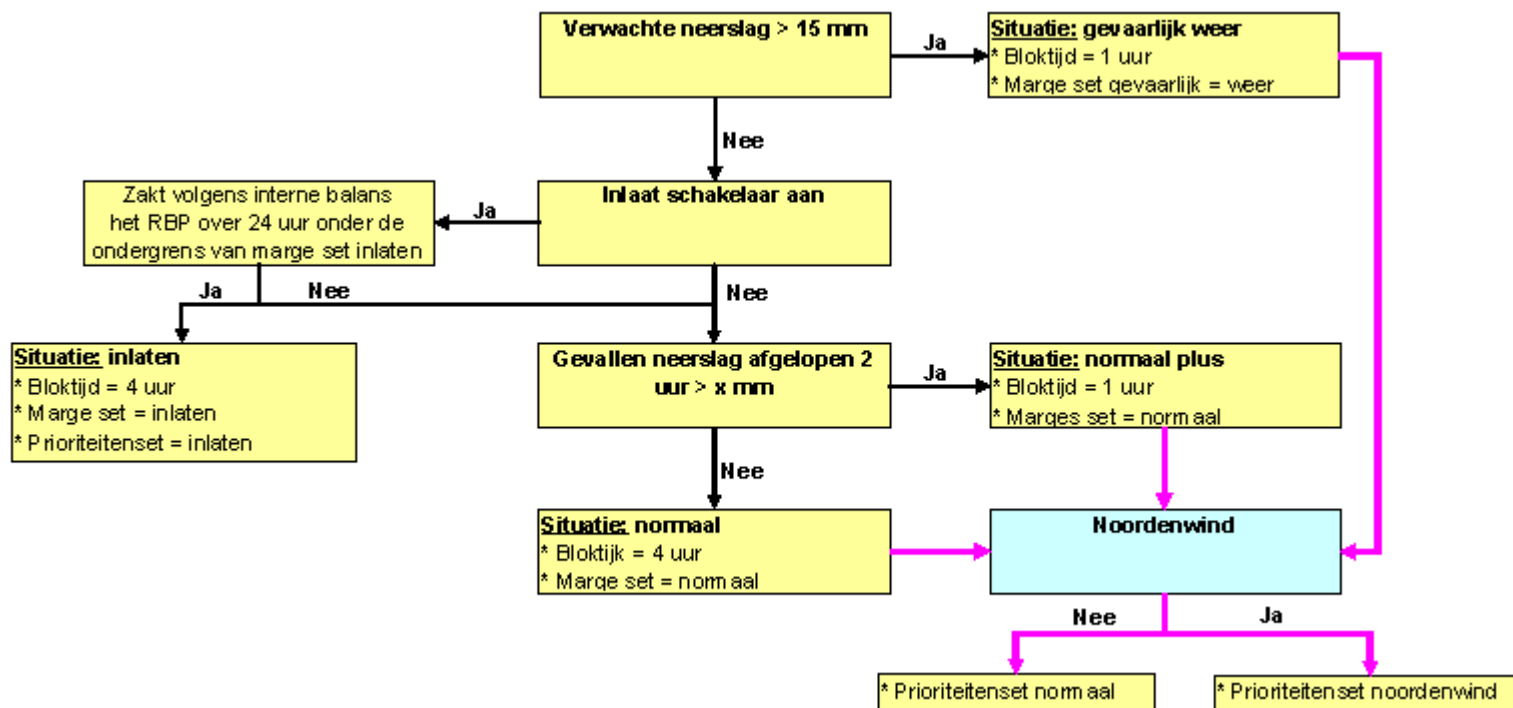 Verwachte neerslag > 15 mm
Ja
Situatie: gevaarlijk weer
* Bloktijd = 1 uur
* Marge set gevaarlijk = weer
Nee
Zakt volgens interne balans
het RBP over 24 uur onder de
ondergrens van marge set inlaten
Ja
Inlaat schakelaar aan
Ja
Nee
Nee
Situatie: inlaten
* Bloktijd = 4 uur
* Marge set = inlaten
* Prioriteitenset = inlaten
Gevallen neerslag afgelopen 2
uur > x mm
Ja
Situatie: normaal plus
* Bloktijd = 1 uur
* Marges set = normaal
Nee
Situatie: normaal
* Bloktijk = 4 uur
* Marge set = normaal
Noordenwind
Nee
Ja
* Prioriteitenset normaal
* Prioriteitenset noordenwind